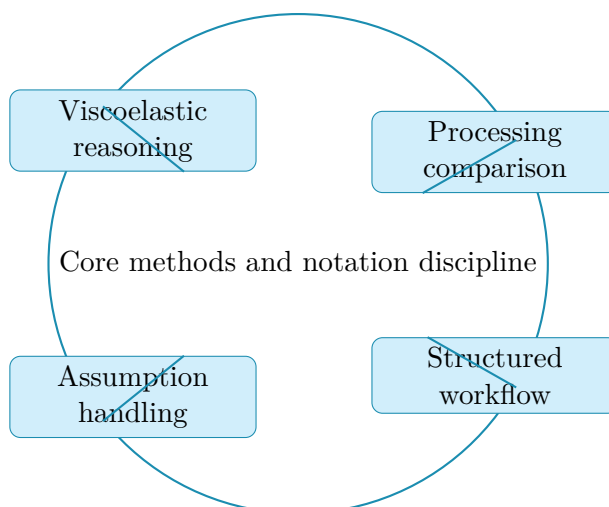 Viscoelastic
reasoning
Processing
comparison
Core methods and notation discipline
Assumption
handling
Structured
workflow